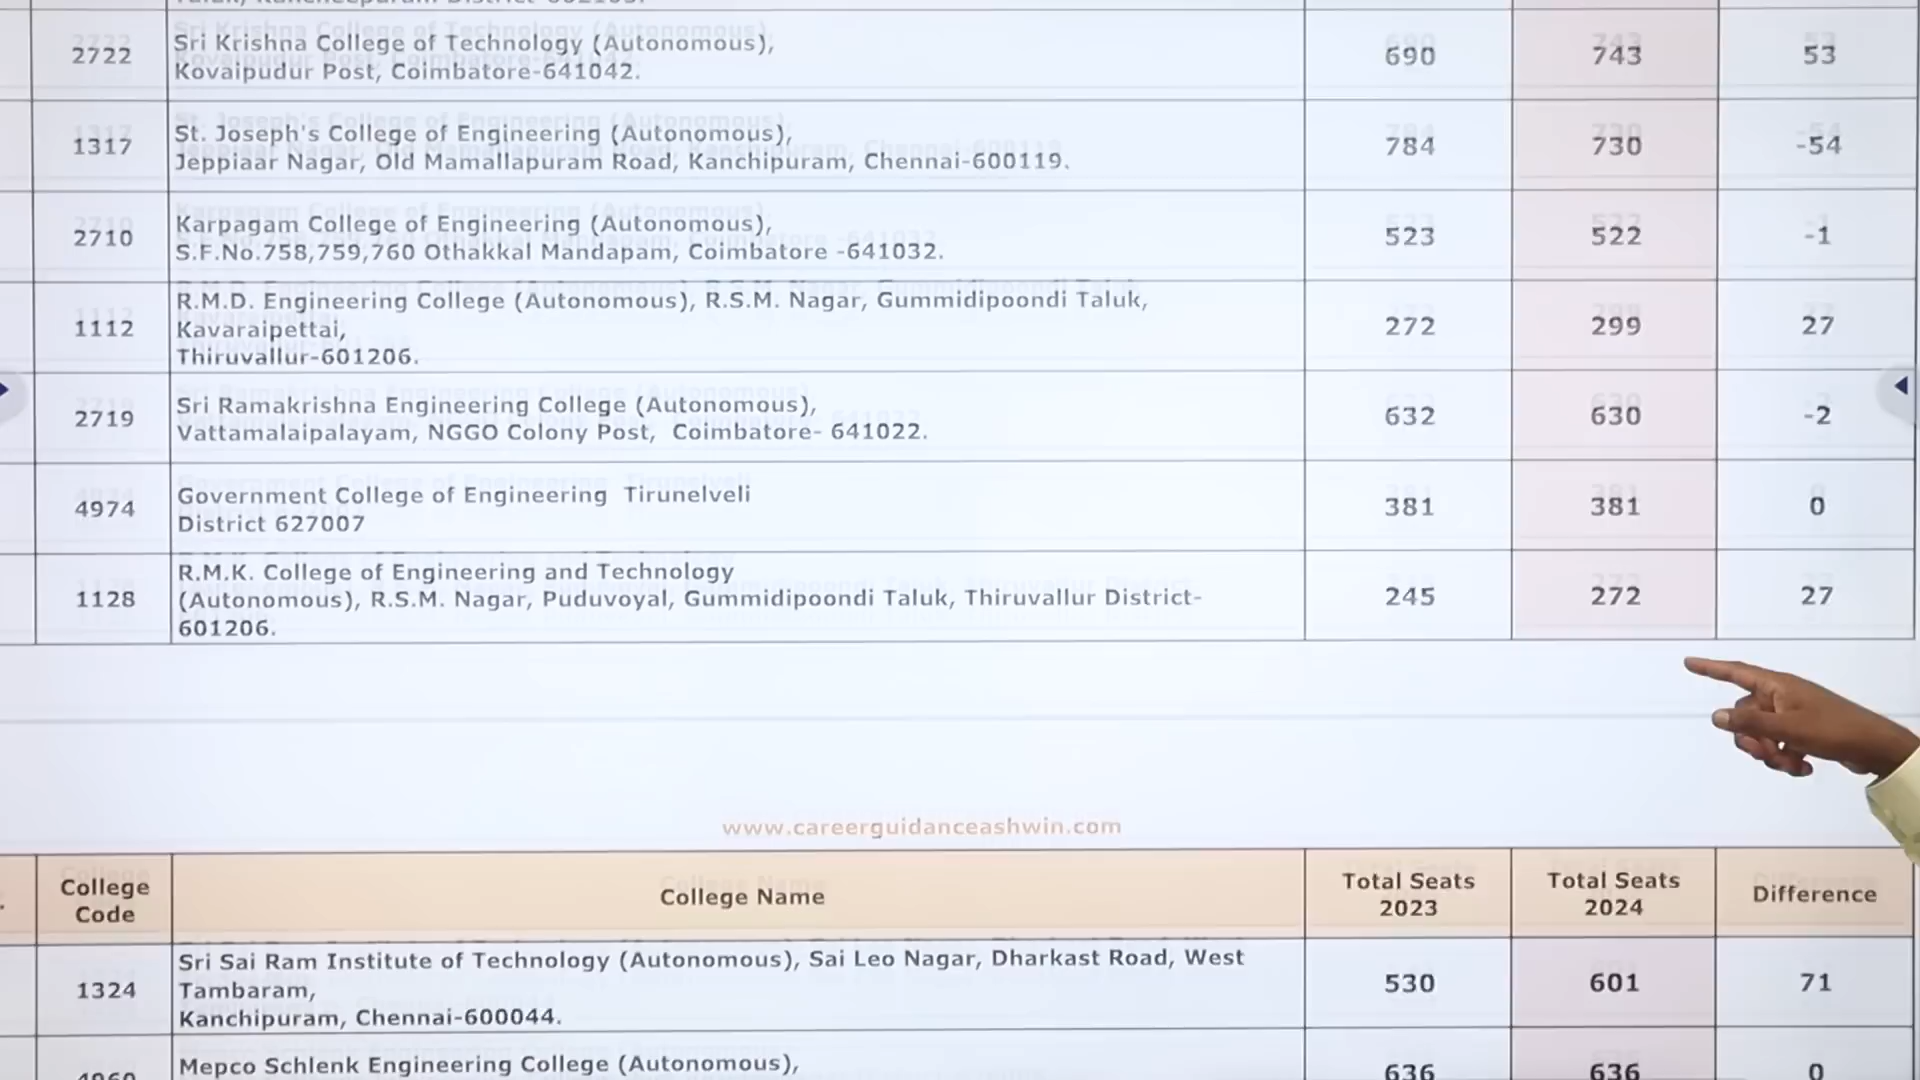 2722
Sri Krishna College of Technology (Autonomous),
Kovaipudur Post, Coimbatore-641042.
690
743
53
1317
St. Joseph's College of Engineering (Autonomous),
Jeppiaar Nagar, Old Mamallapuram Road, Kanchipuram, Chennai-600119.
784
730
-54
2710
Karpagam College of Engineering (Autonomous),
S.F.No.758,759,760 Othakkal Mandapam, Coimbatore -641032.
523
522
-1
1112
R.M.D. Engineering College (Autonomous), R.S.M. Nagar, Gummidipoondi Taluk,
Kavaraipettai,
Thiruvallur-601206.
272
299
27
2719
Sri Ramakrishna Engineering College (Autonomous),
Vattamalaipalayam, NGGO Colony Post, Coimbatore- 641022.
632
630
-2
4974
Government College of Engineering Tirunelveli
District 627007
381
381
0
1128
R.M.K. College of Engineering and Technology
(Autonomous), R.S.M. Nagar, Puduvoyal, Gummidipoondi Taluk, Thiruvallur District-
601206.
245
272
27
www.careerguidanceashwin.com
College
Code
College Name
Total Seats
2023
Total Seats
2024
Difference
1324
Sri Sai Ram Institute of Technology (Autonomous), Sai Leo Nagar, Dharkast Road, West
Tambaram,
Kanchipuram, Chennai-600044.
530
601
71
Mepco Schlenk Engineering College (Autonomous),
636
636
0